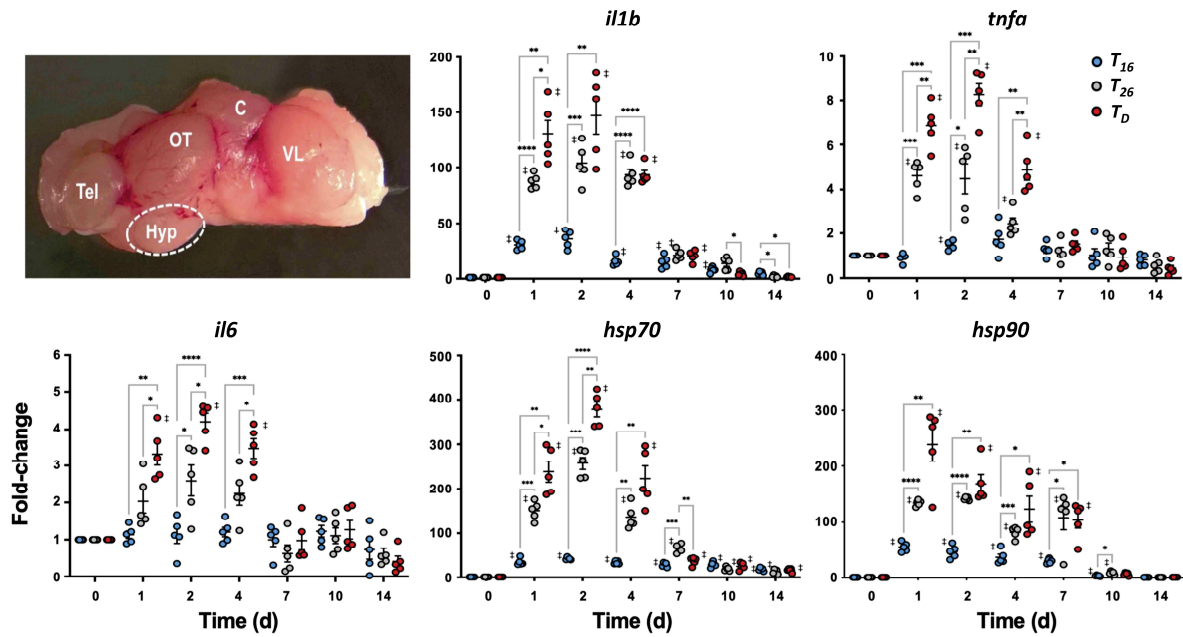 il1b
tnfa
Tel
OT
C
VL
Hyp
200
150
100
50
0
** ** * *** **** **** **** * * *
‡ ‡ ‡ ‡ ‡ ‡ ‡ ‡ ‡ ‡ ‡ ‡ ‡
0 1 2 4 7 10 14
10
8
6
4
2
0
*** *** ** ** ** *** * **
‡ ‡ ‡ ‡ ‡ ‡ ‡
0 1 2 4 7 10 14
T16
T26
TD
il6
hsp70
hsp90
Fold-change
6
5
4
3
2
1
0
**** ** *** * * * *
‡ ‡ ‡
0 1 2 4 7 10 14
Time (d)
500
400
300
200
100
0
**** ** ** ** * *** ** *** **
‡ ‡ ‡ ‡ ‡ ‡ ‡ ‡ ‡
0 1 2 4 7 10 14
Time (d)
400
300
200
100
0
** * **** **** *** * *
‡ ‡ ‡ ‡ ‡ ‡ ‡ ‡ ‡
0 1 2 4 7 10 14
Time (d)